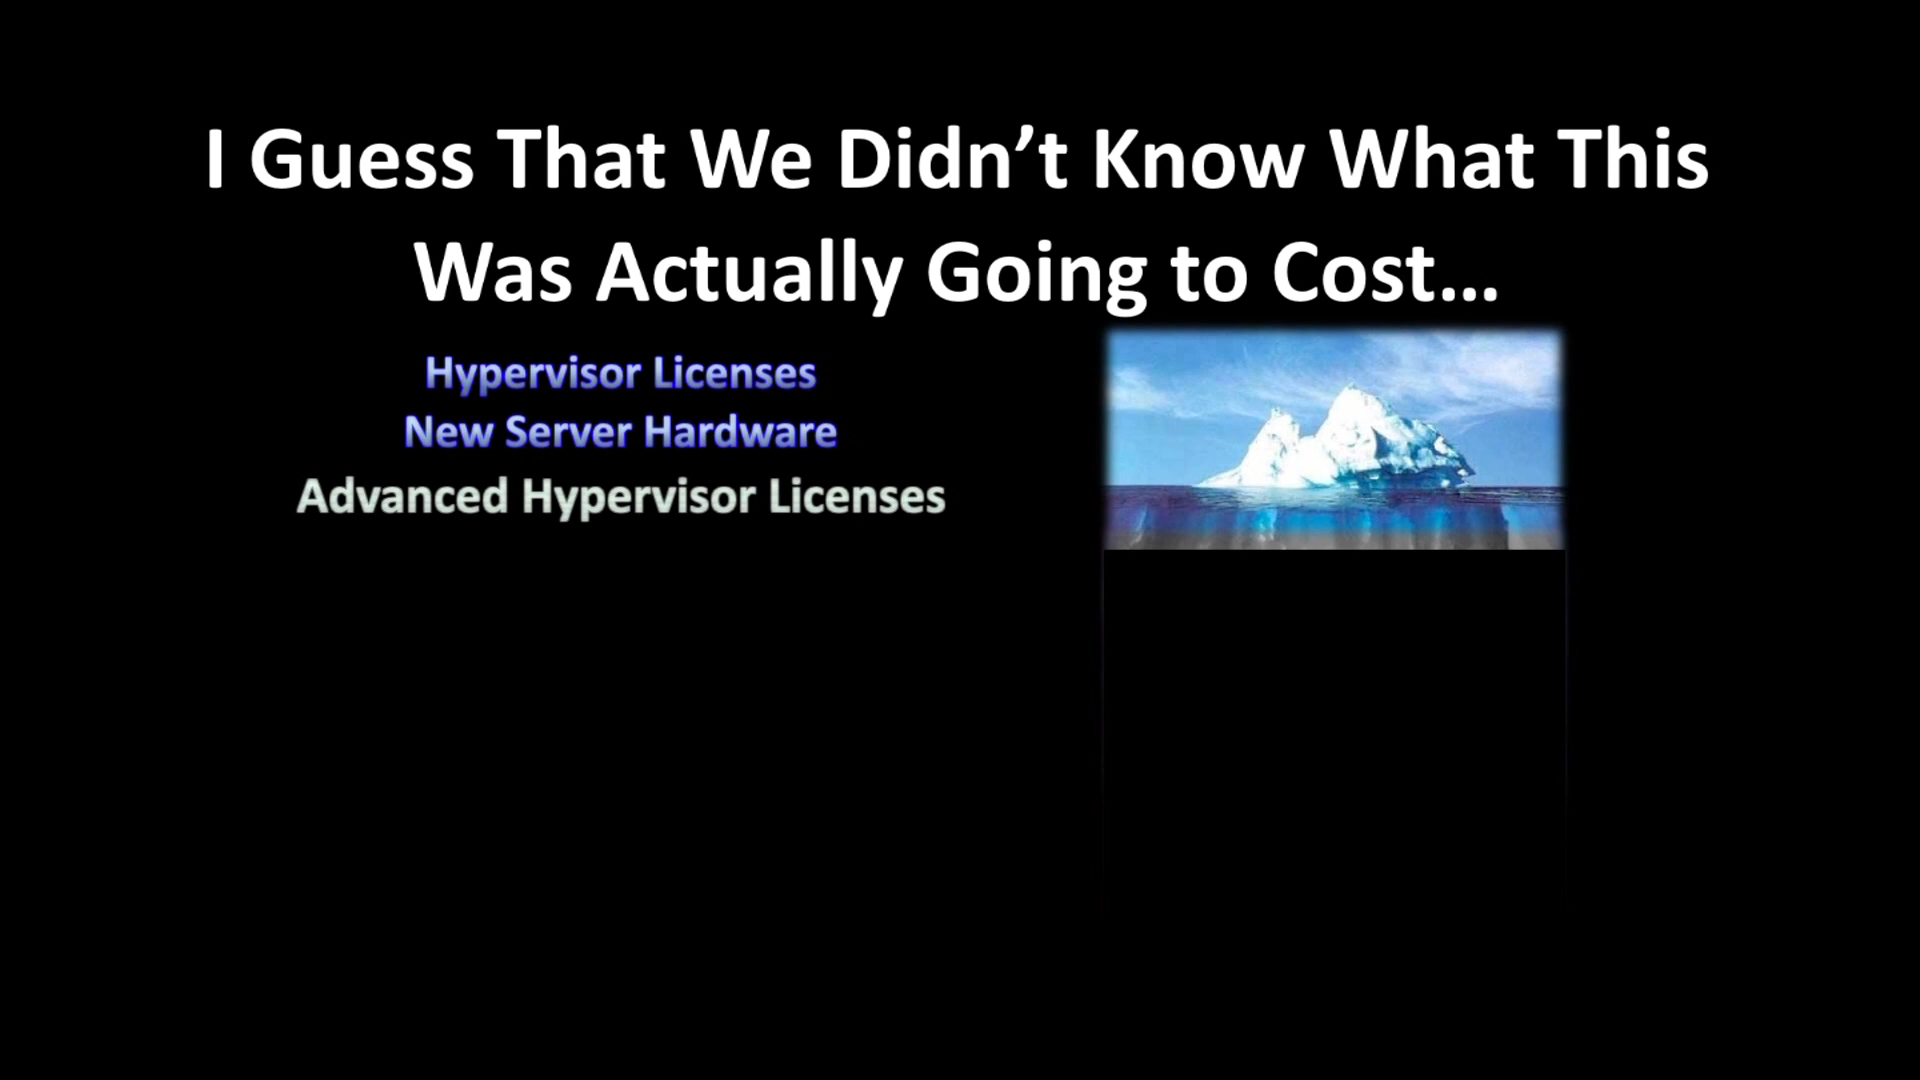 I Guess That We Didn’t Know What This
Was Actually Going to Cost…
Hypervisor Licenses
New Server Hardware
Advanced Hypervisor Licenses